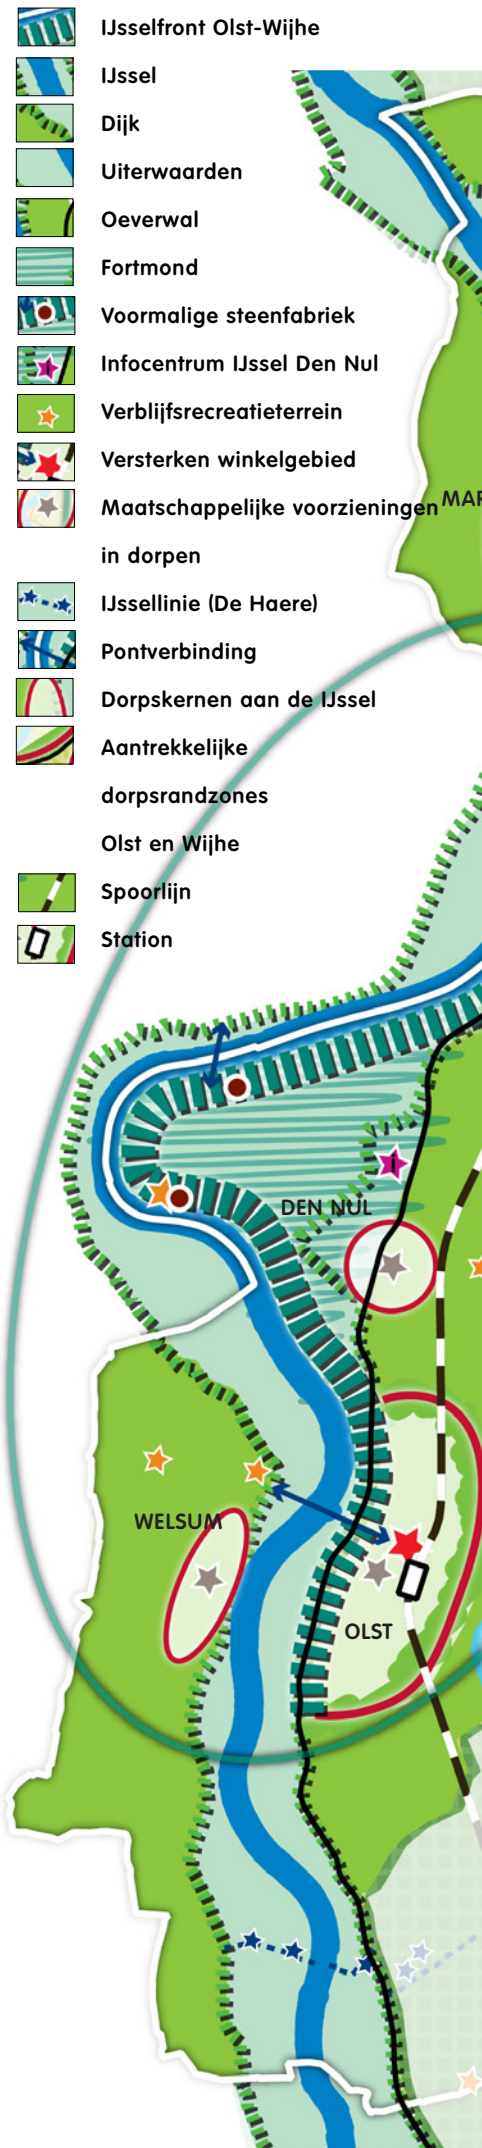 IJsselfront Olst-Wijhe
IJssel
Dijk
Uiterwaarden
Oeverwal
Fortmond
Voormalige steenfabriek
Infocentrum IJssel Den Nul
Verblijfsrecreatieterrein
Versterken winkelgebied
Maatschappelijke voorzieningen
in dorpen
IJssellinie (De Haere)
Pontverbinding
Dorpskernen aan de IJssel
Aantrekkelijke
dorpsrandzones
Olst en Wijhe
Spoorlijn
Station
MAR
DEN NUL
WELSUM
OLST